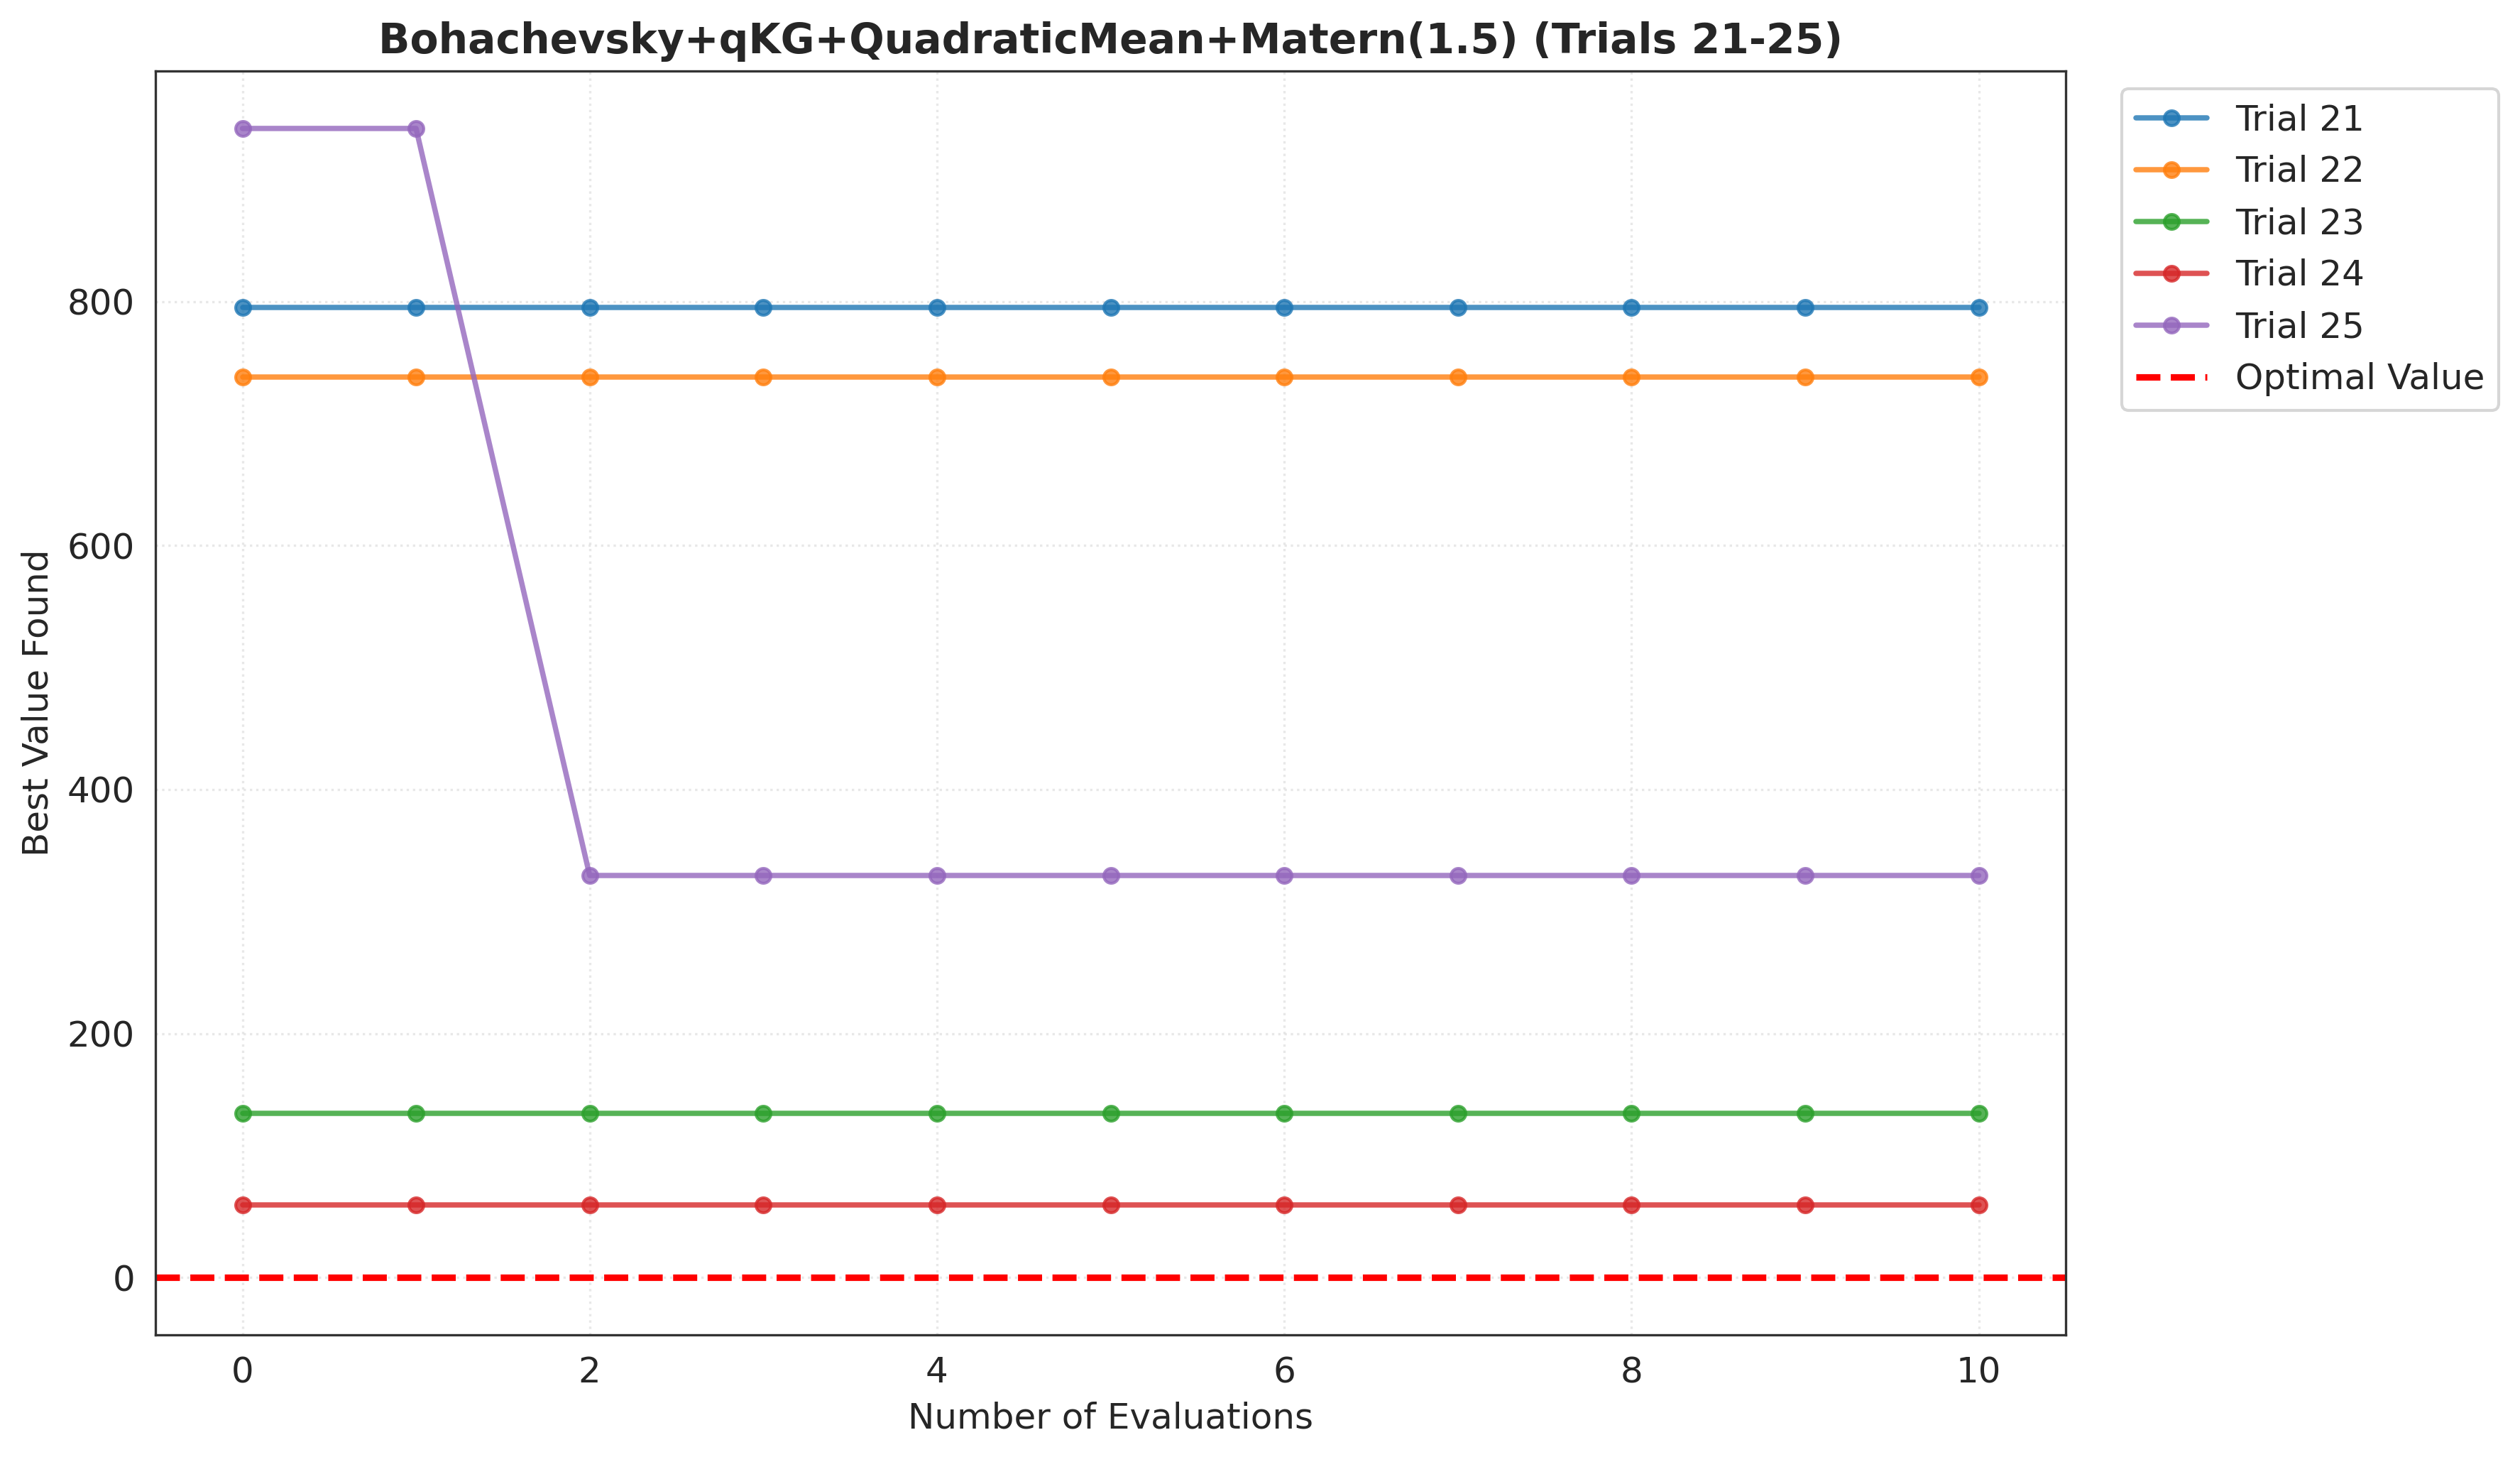 Bohachevsky+qKG+QuadraticMean+Matern(1.5) (Trials 21-25)
Trial 21
Trial 22
Trial 23
Trial 24
Trial 25
Optimal Value
Best Value Found
800
600
400
200
0
0 2 4 6 8 10
Number of Evaluations